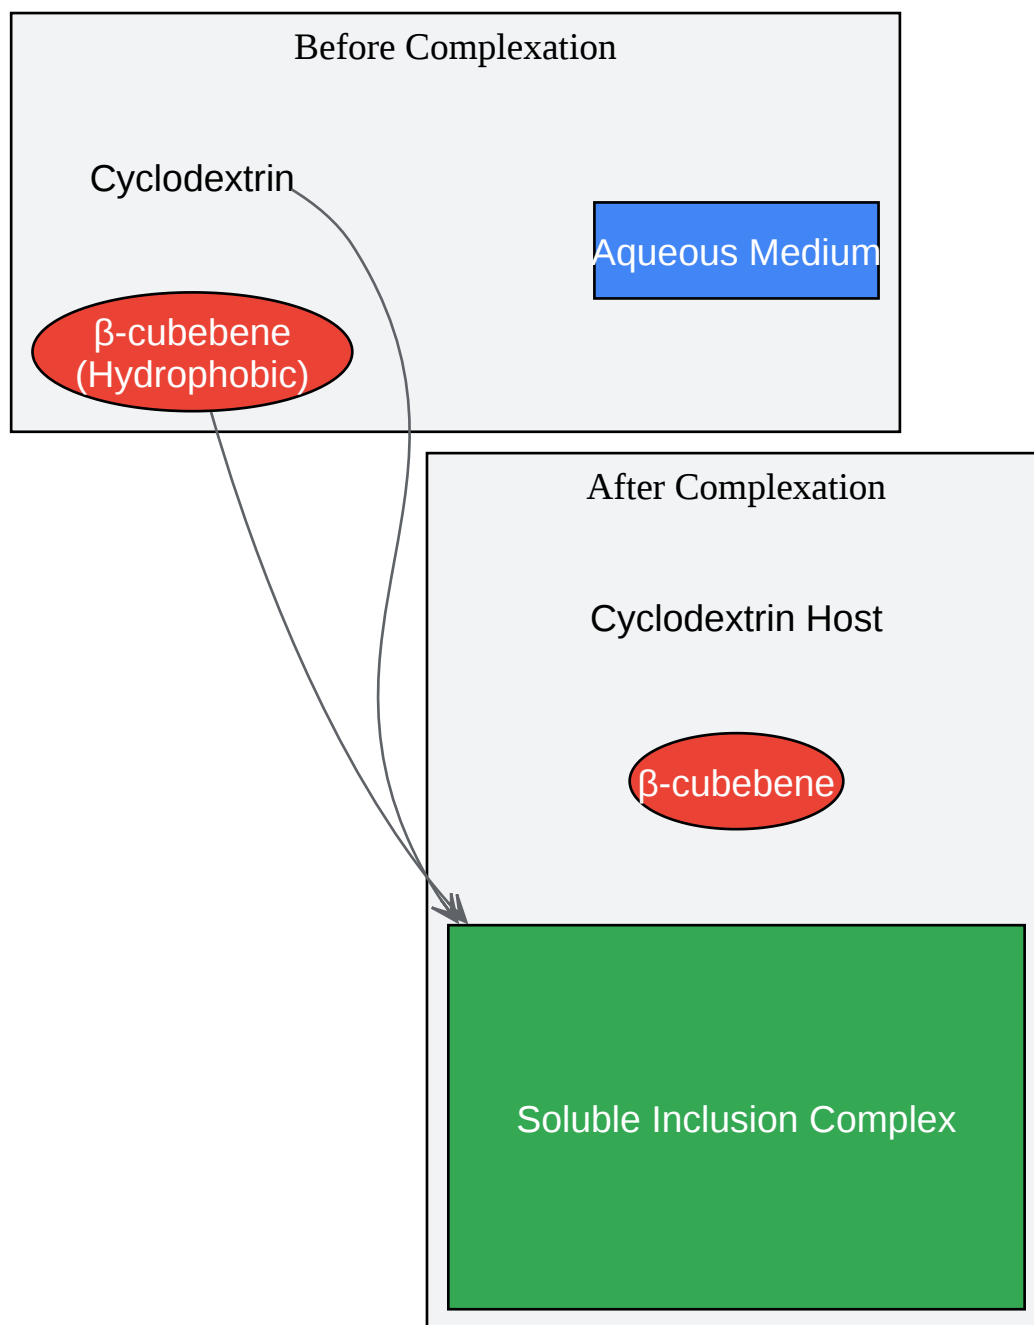 Before Complexation
Cyclodextrin
Aqueous Medium
β-cubebene
(Hydrophobic)
After Complexation
Cyclodextrin Host
β-cubebene
Soluble Inclusion Complex